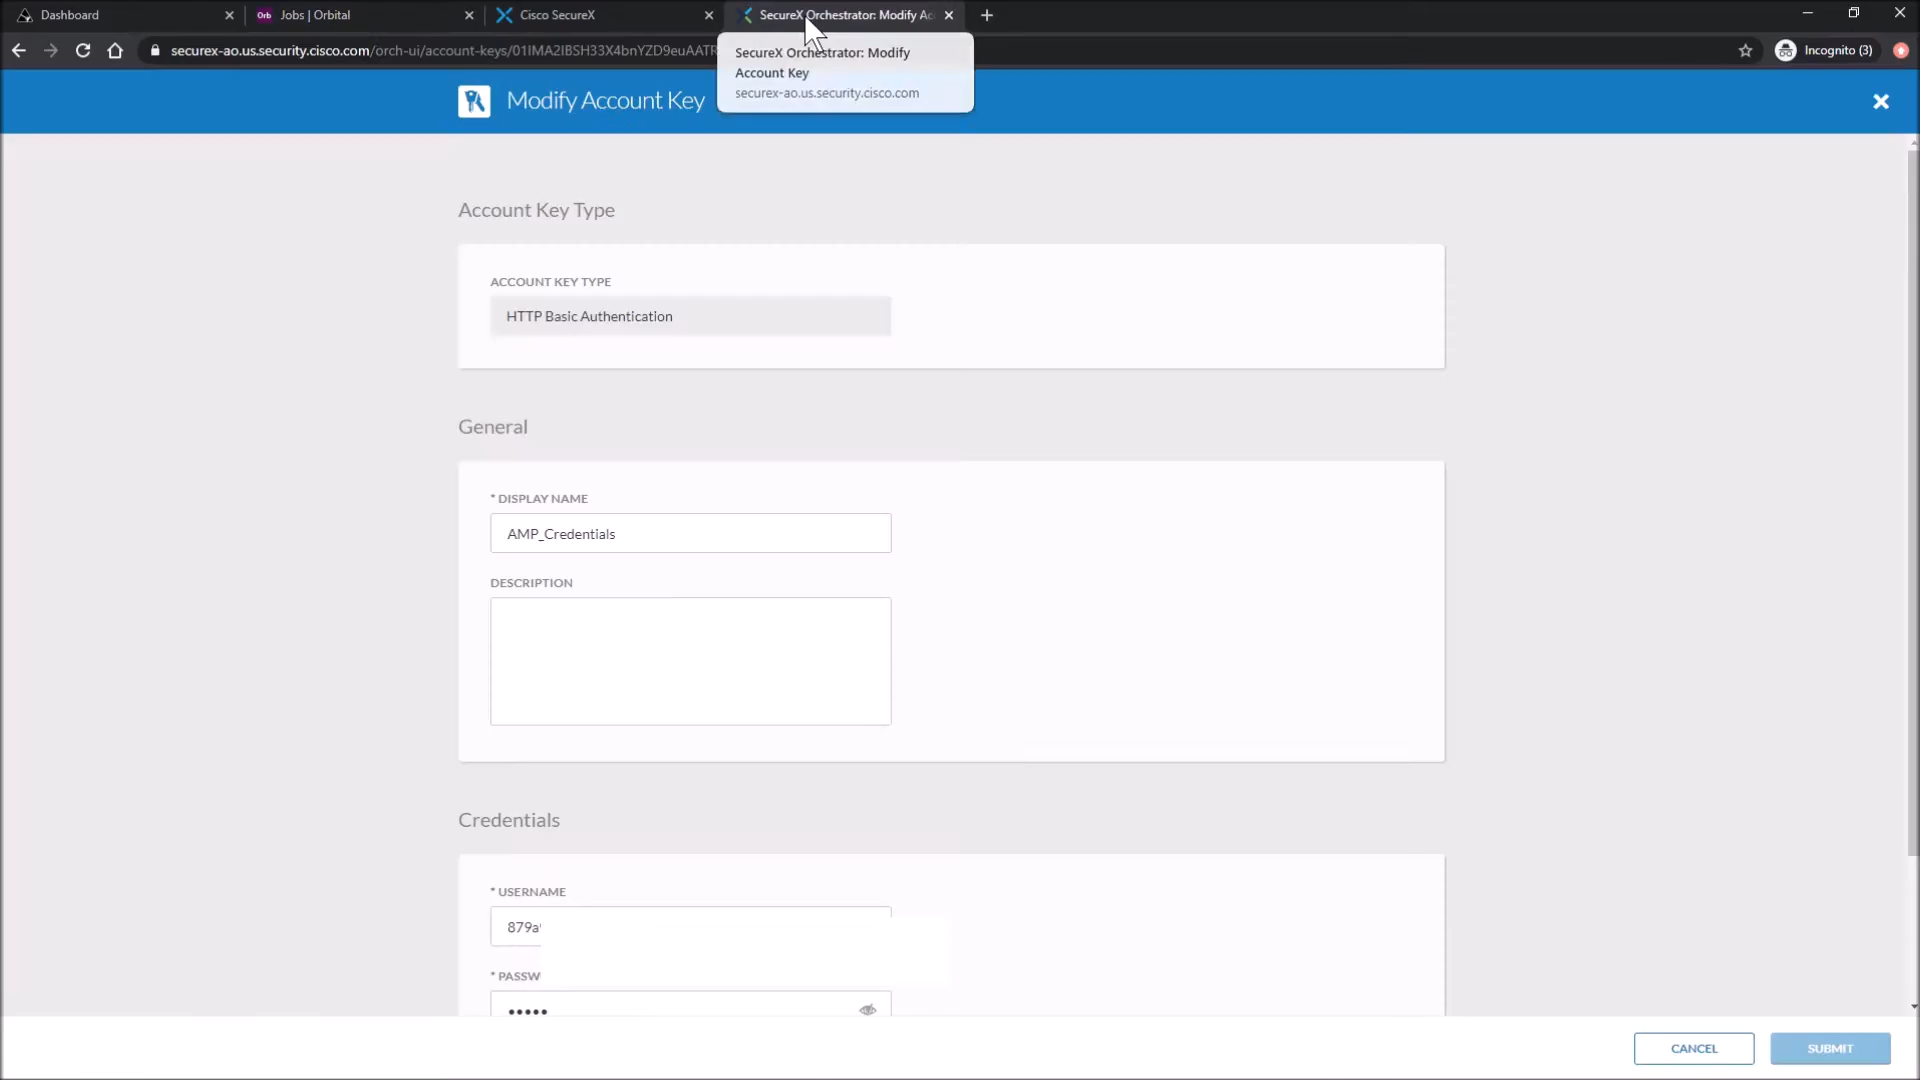 Dashboard
Orb Jobs | Orbital
Cisco SecureX
SecureX Orchestrator: Modify Ac
securex-ao.us.security.cisco.com/orch-ui/account-keys/01IMA2IBSH33X4bnYZD9euAATR
Incognito (3)
SecureX Orchestrator: Modify
Account Key
securex-ao.us.security.cisco.com
Modify Account Key
Account Key Type
ACCOUNT KEY TYPE
HTTP Basic Authentication
General
* DISPLAY NAME
AMP_Credentials
DESCRIPTION
Credentials
* USERNAME
879a
* PASSW
•••••
CANCEL
SUBMIT